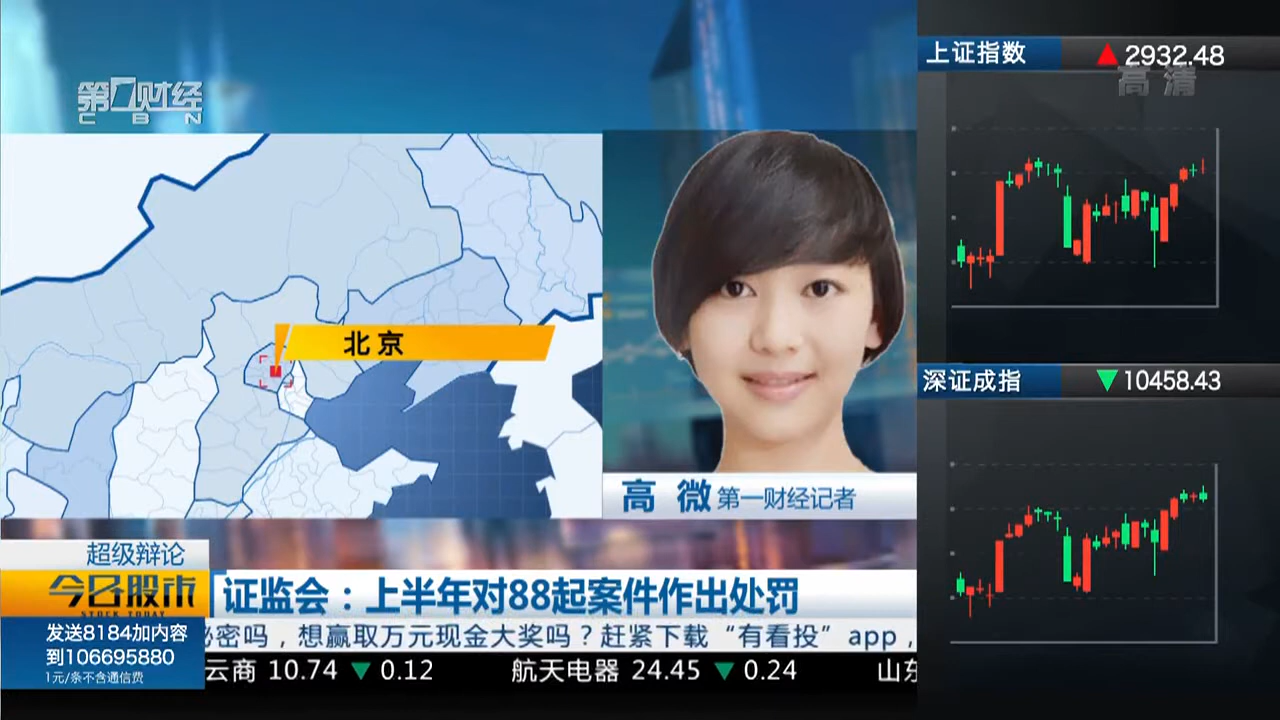 第一财经
CBN
上证指数 ▲2932.48
高清
北京
深证成指 ▼10458.43
高 微 第一财经记者
超级辩论
今日股市
STOCK TODAY
证监会：上半年对88起案件作出处罚
发送8184加内容
到106695880
1元/条不含通信费
密吗，想赢取万元现金大奖吗？赶紧下载“有看投”app，
云商 10.74 ▼ 0.12 航天电器 24.45 ▼ 0.24 山东